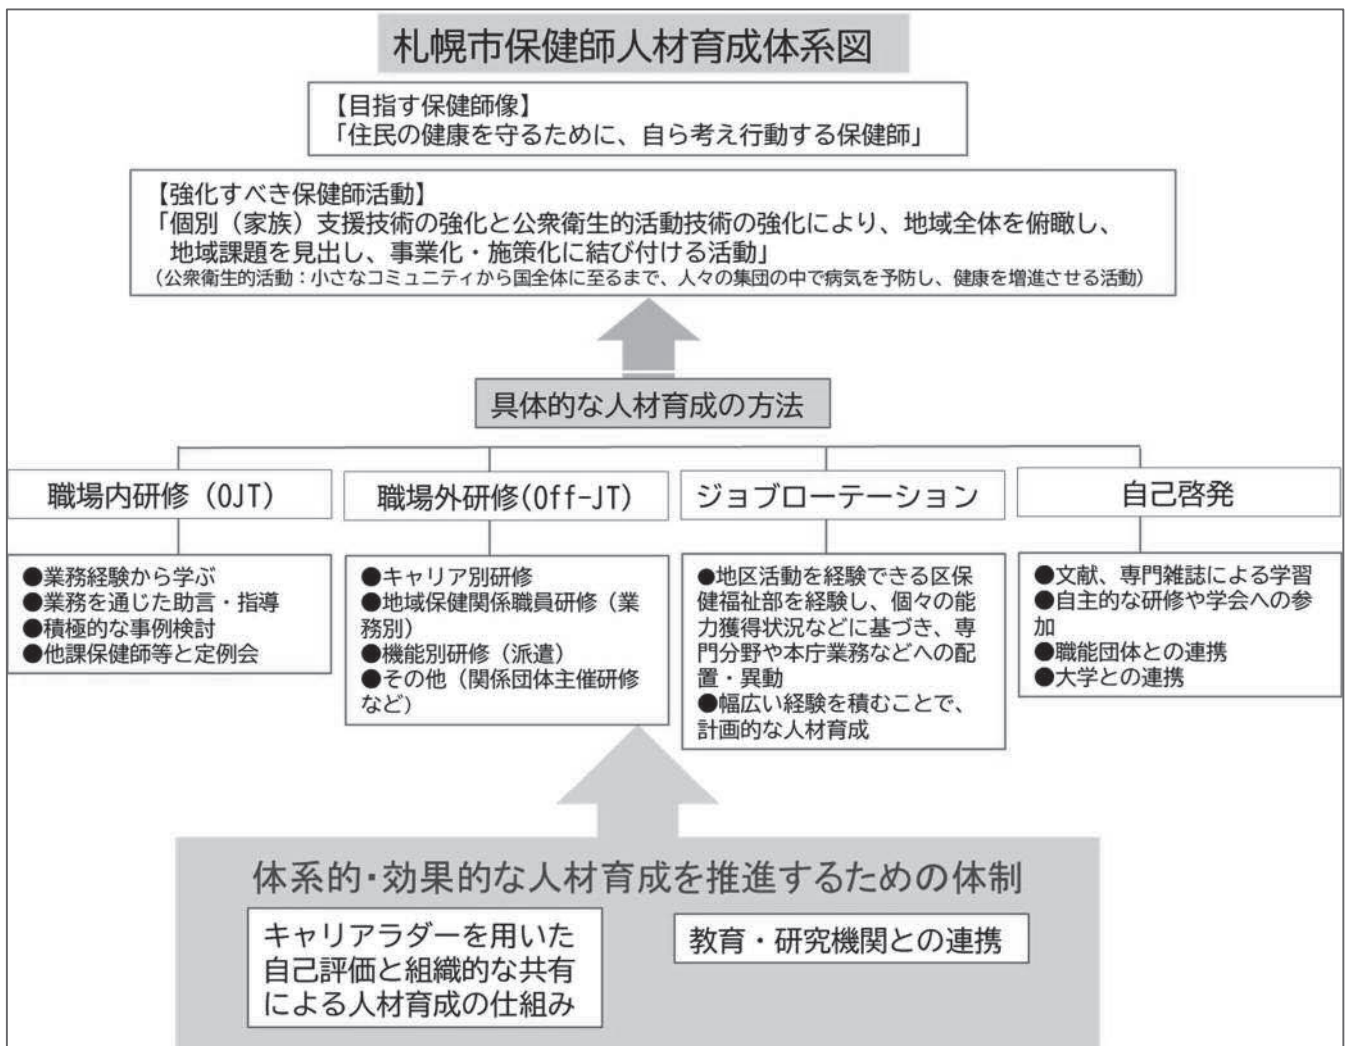 札幌市保健師人材育成体系図
【目指す保健師像】
「住民の健康を守るために、自ら考え行動する保健師」
【強化すべき保健師活動】
「個別（家族）支援技術の強化と公衆衛生的活動技術の強化により、地域全体を俯瞰し、
地域課題を見出し、事業化・施策化に結び付ける活動」
（公衆衛生的活動：小さなコミュニティから国全体に至るまで、人々の集団の中で病気を予防し、健康を増進させる活動）
具体的な人材育成の方法
職場内研修（OJT）
●業務経験から学ぶ
●業務を通じた助言・指導
●積極的な事例検討
●他課保健師等と定例会
職場外研修(Off-JT)
●キャリア別研修
●地域保健関係職員研修（業
務別）
●機能別研修（派遣）
●その他（関係団体主催研修
など）
ジョブローテーション
●地区活動を経験できる区保
健福祉部を経験し、個々の能
力獲得状況などに基づき、専
門分野や本庁業務などへの配
置・異動
●幅広い経験を積むことで、
計画的な人材育成
自己啓発
●文献、専門雑誌による学習
●自主的な研修や学会への参
加
●職能団体との連携
●大学との連携
体系的・効果的な人材育成を推進するための体制
キャリアラダーを用いた
自己評価と組織的な共有
による人材育成の仕組み
教育・研究機関との連携